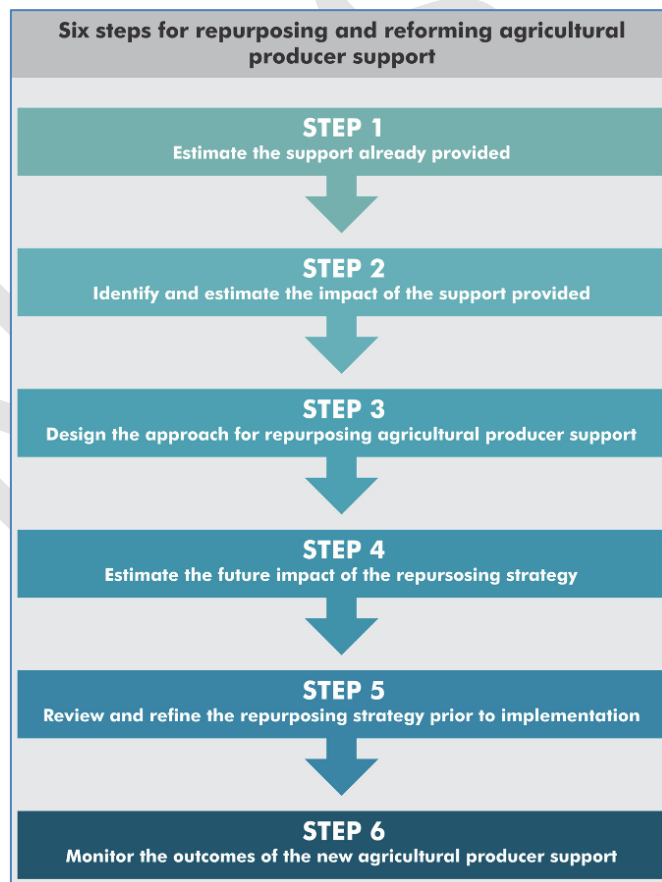 Six steps for repurposing and reforming agricultural
producer support
STEP 1
Estimate the support already provided
STEP 2
Identify and estimate the impact of the support provided
STEP 3
Design the approach for repurposing agricultural producer support
STEP 4
Estimate the future impact of the repursosing strategy
STEP 5
Review and refine the repurposing strategy prior to implementation
STEP 6
Monitor the outcomes of the new agricultural producer support